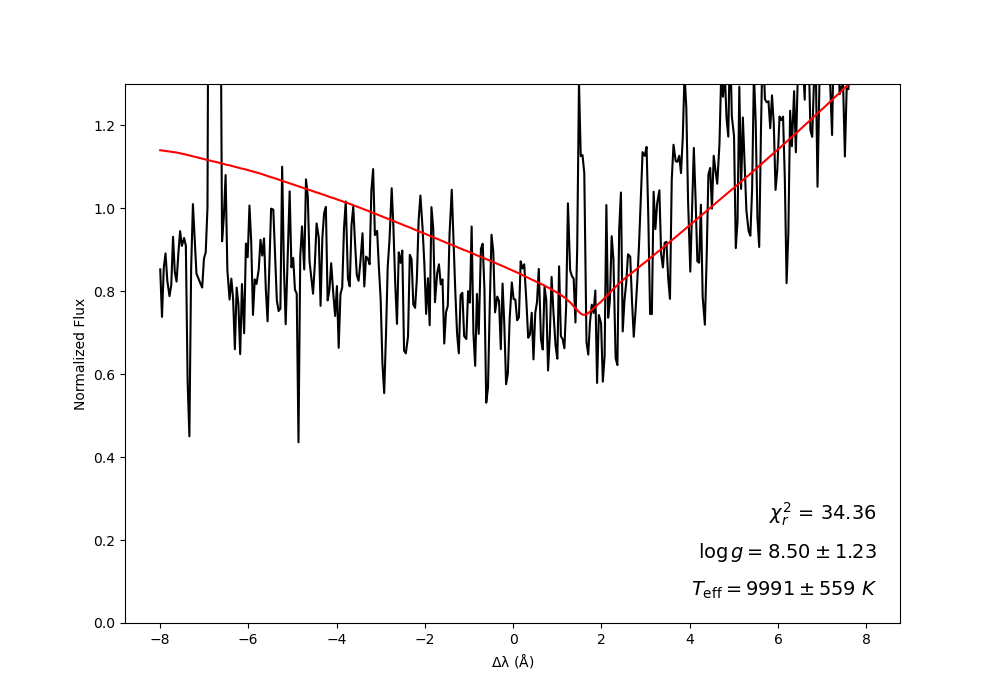 1.2
1.0
0.8
0.6
0.4
0.2
0.0
Normalized Flux
χ²ᵣ = 34.36
log g = 8.50 ± 1.23
T_eff = 9991 ± 559 K
−8 −6 −4 −2 0 2 4 6 8
Δλ (Å)